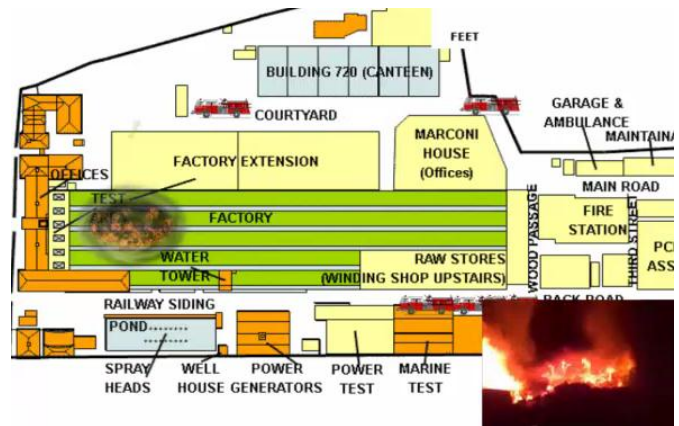 FEET
BUILDING 720 (CANTEEN)
GARAGE &
AMBULANCE
MAINTAINA
COURTYARD
MARCONI
HOUSE
(Offices)
FACTORY EXTENSION
MAIN ROAD
OFFICES
TEST
FACTORY
FIRE
STATION
WOOD PASSAGE
THIRD STREET
WATER
TOWER
RAW STORES
(WINDING SHOP UPSTAIRS)
ASS
RAILWAY SIDING
BACK ROAD
POND
SPRAY
HEADS
WELL
HOUSE
POWER
GENERATORS
POWER
TEST
MARINE
TEST